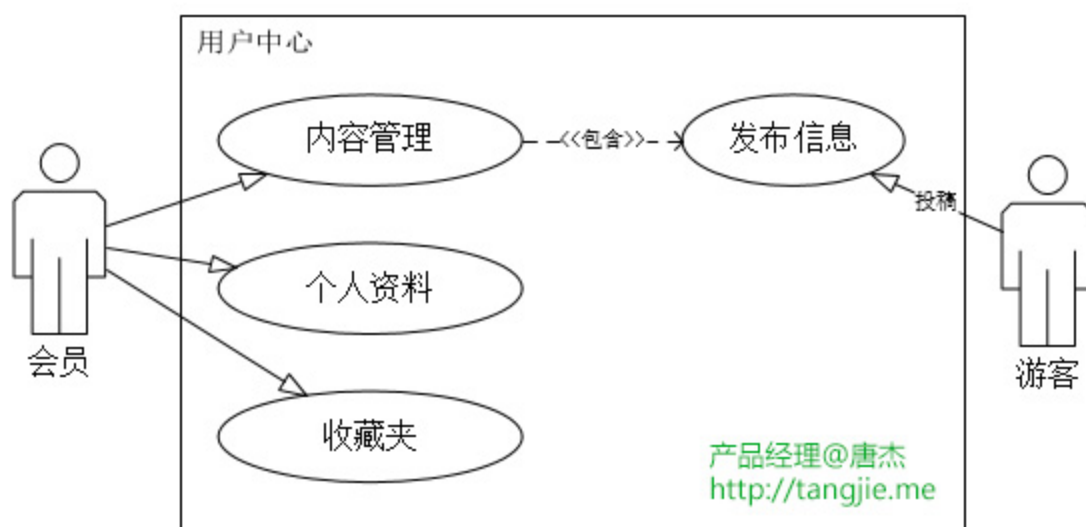 用户中心
内容管理
<<包含>>
发布信息
投稿
个人资料
会员
游客
收藏夹
产品经理@唐杰
http://tangjie.me